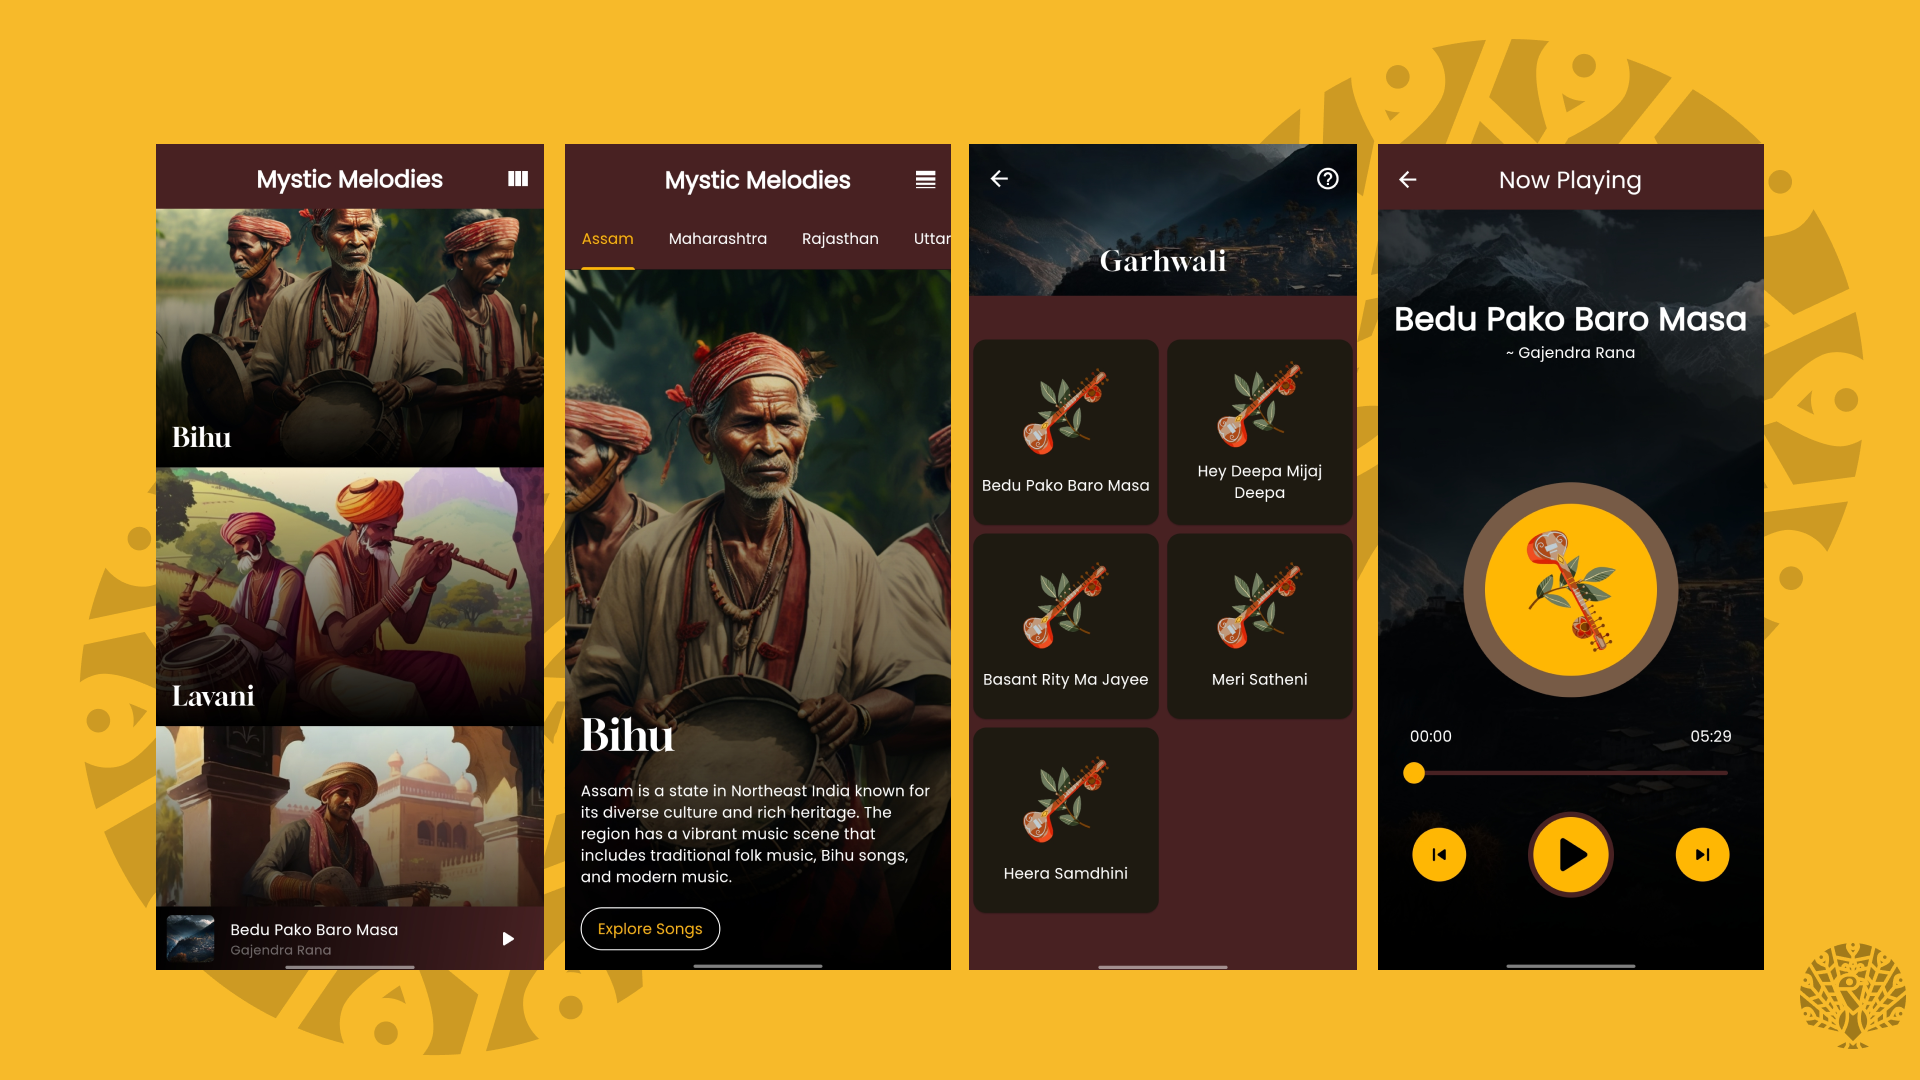 Mystic Melodies
Bihu
Lavani
Bedu Pako Baro Masa
Gajendra Rana
Mystic Melodies
Assam Maharashtra Rajasthan Uttar
Bihu
Assam is a state in Northeast India known for
its diverse culture and rich heritage. The
region has a vibrant music scene that
includes traditional folk music, Bihu songs,
and modern music.
Explore Songs
Garhwali
Bedu Pako Baro Masa
Hey Deepa Mijaj
Deepa
Basant Rity Ma Jayee
Meri Satheni
Heera Samdhini
Now Playing
Bedu Pako Baro Masa
~ Gajendra Rana
00:00 05:29